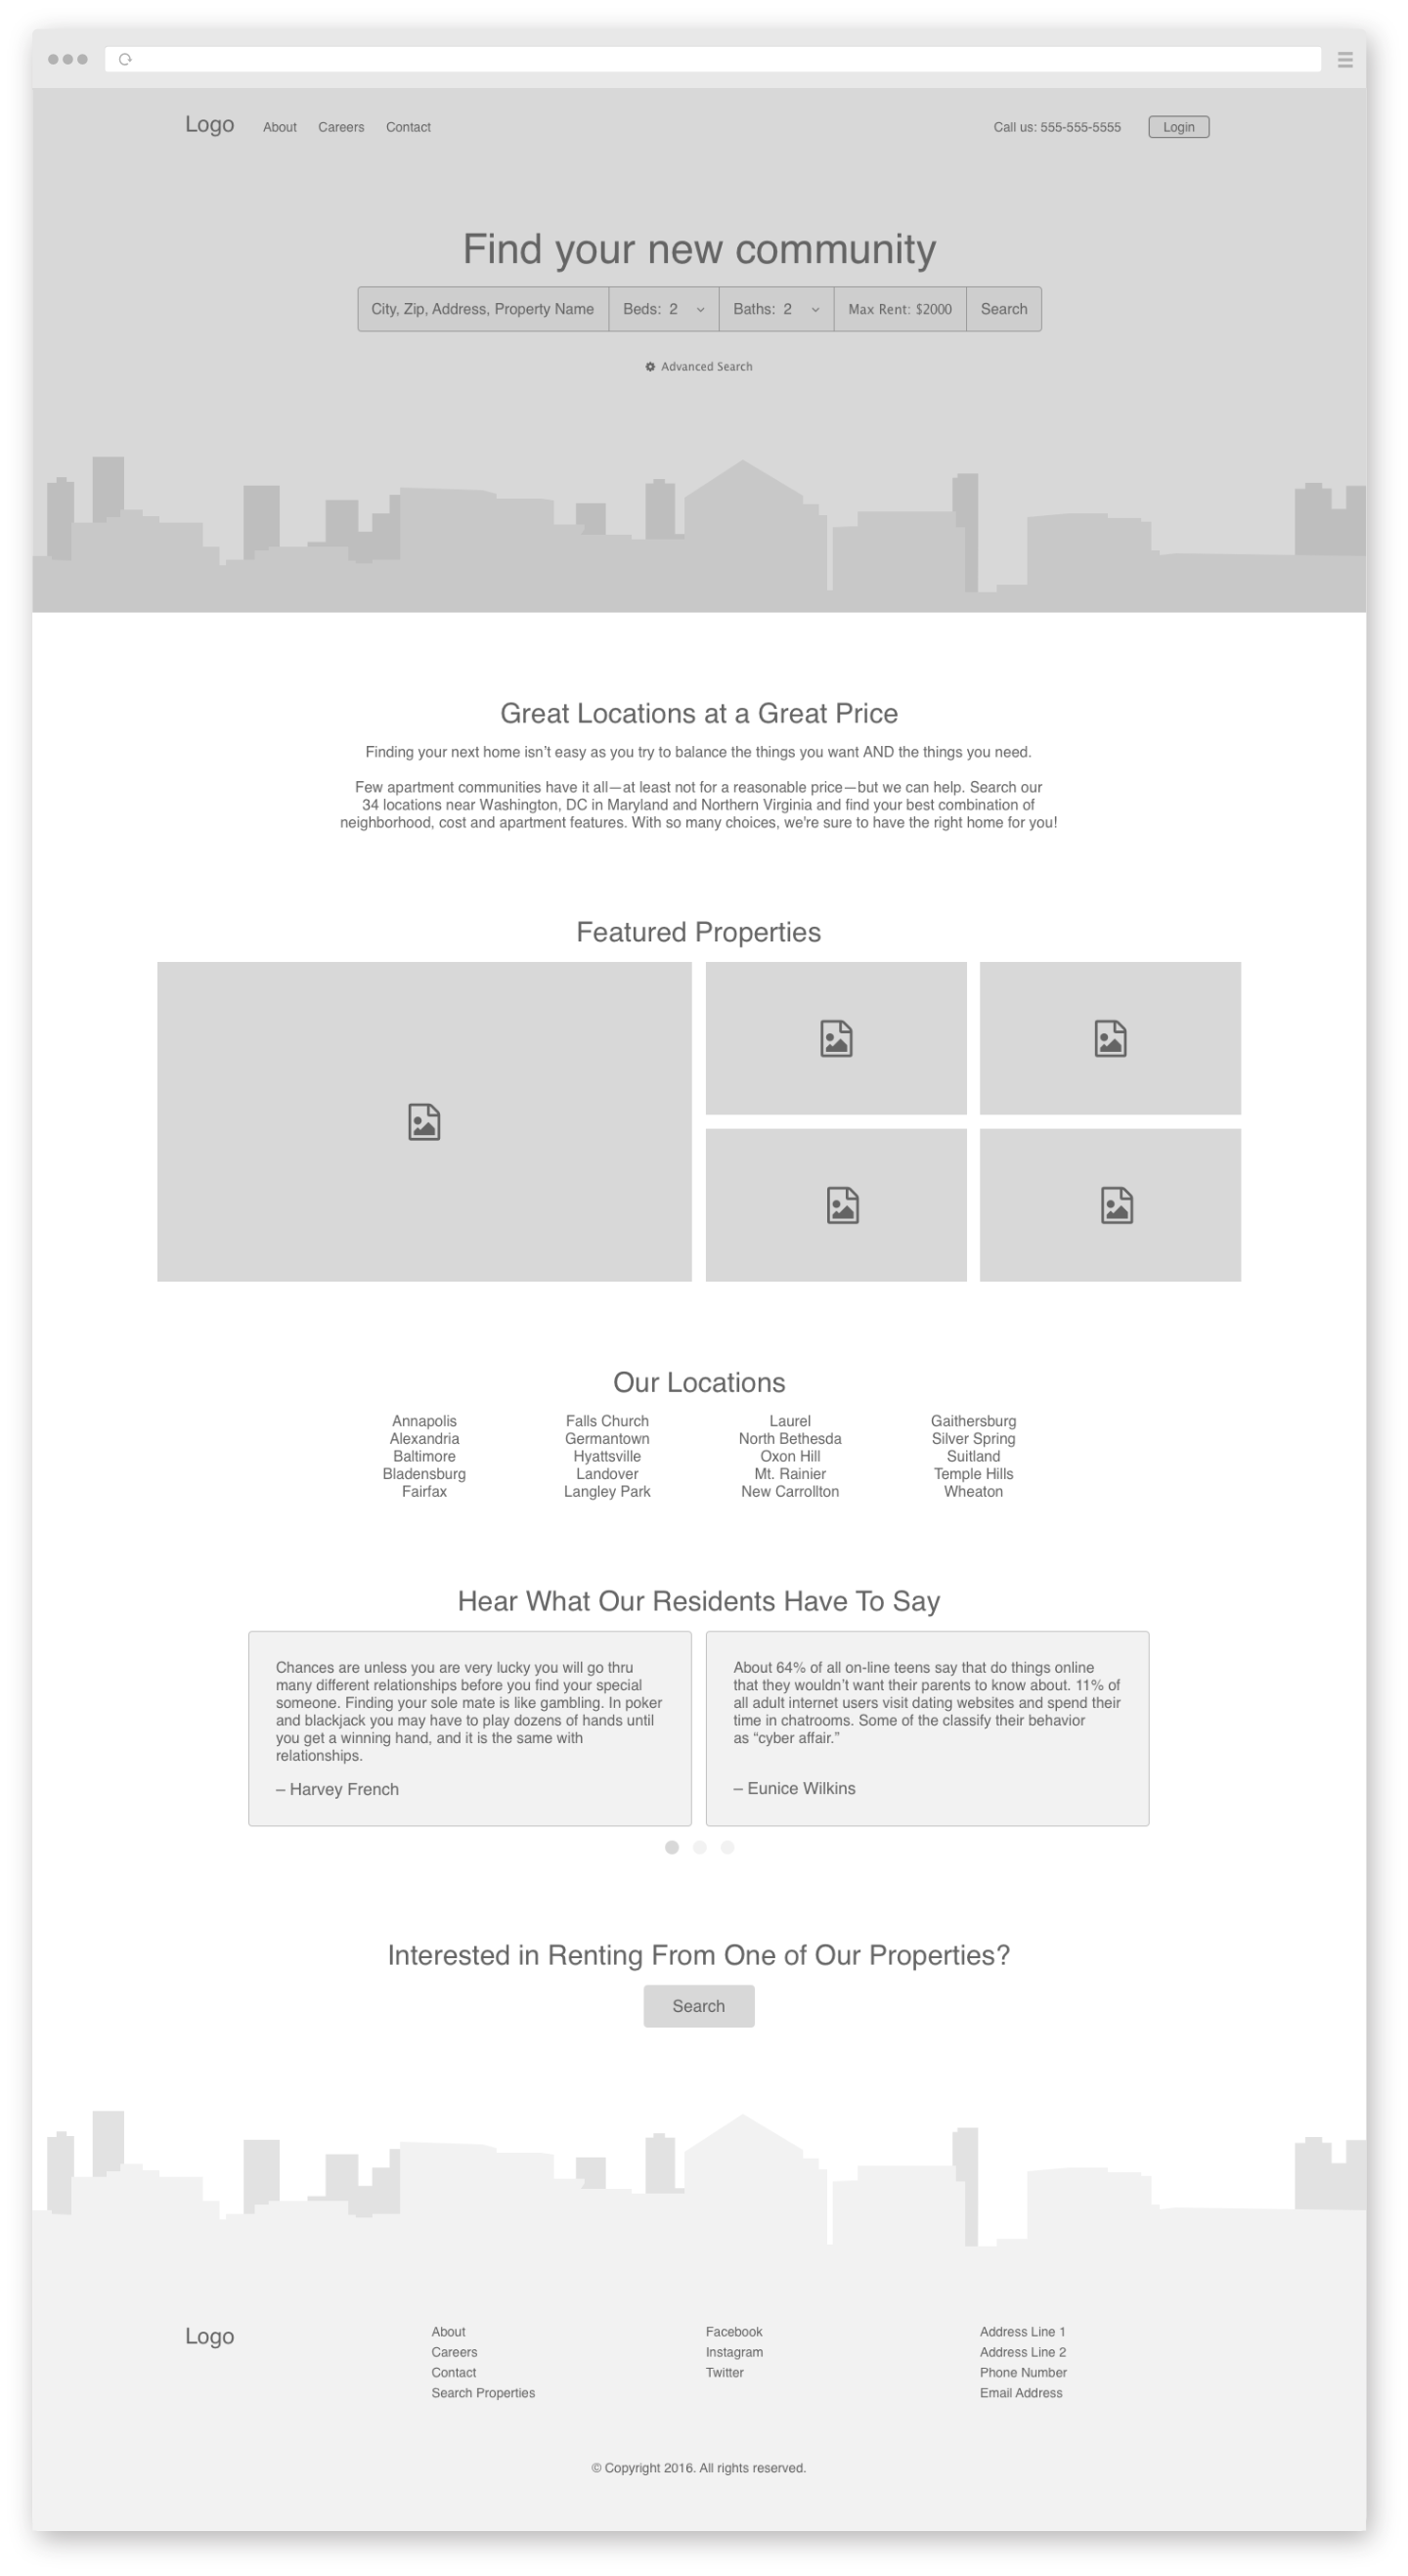 Logo About Careers Contact Call us: 555-555-5555 Login
Find your new community
City, Zip, Address, Property Name Beds: 2 Baths: 2 Max Rent: $2000 Search
Advanced Search
Great Locations at a Great Price
Finding your next home isn’t easy as you try to balance the things you want AND the things you need.
Few apartment communities have it all—at least not for a reasonable price—but we can help. Search our
34 locations near Washington, DC in Maryland and Northern Virginia and find your best combination of
neighborhood, cost and apartment features. With so many choices, we're sure to have the right home for you!
Featured Properties
Our Locations
Annapolis
Alexandria
Baltimore
Bladensburg
Fairfax
Falls Church
Germantown
Hyattsville
Landover
Langley Park
Laurel
North Bethesda
Oxon Hill
Mt. Rainier
New Carrollton
Gaithersburg
Silver Spring
Suitland
Temple Hills
Wheaton
Hear What Our Residents Have To Say
Chances are unless you are very lucky you will go thru
many different relationships before you find your special
someone. Finding your sole mate is like gambling. In poker
and blackjack you may have to play dozens of hands until
you get a winning hand, and it is the same with
relationships.
– Harvey French
About 64% of all on-line teens say that do things online
that they wouldn’t want their parents to know about. 11% of
all adult internet users visit dating websites and spend their
time in chatrooms. Some of the classify their behavior
as “cyber affair.”
– Eunice Wilkins
Interested in Renting From One of Our Properties?
Search
Logo
About
Careers
Contact
Search Properties
Facebook
Instagram
Twitter
Address Line 1
Address Line 2
Phone Number
Email Address
© Copyright 2016. All rights reserved.